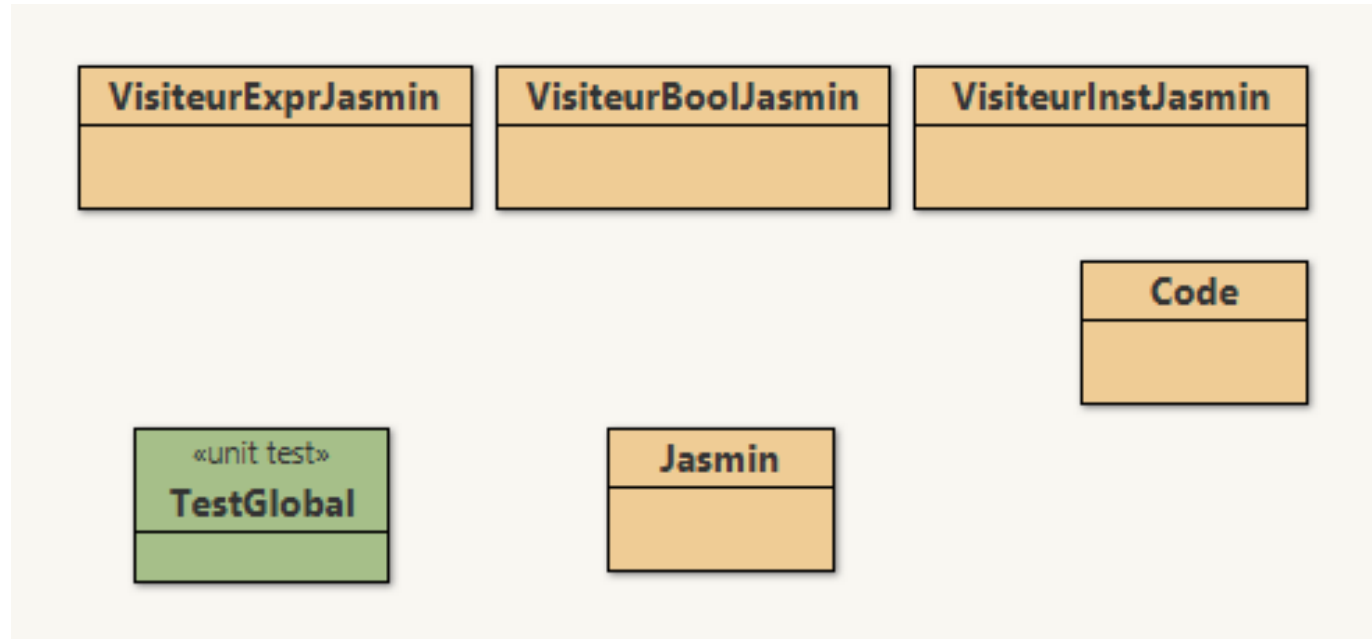 VisiteurExprJasmin
VisiteurBoolJasmin
VisiteurInstJasmin
Code
«unit test»
TestGlobal
Jasmin